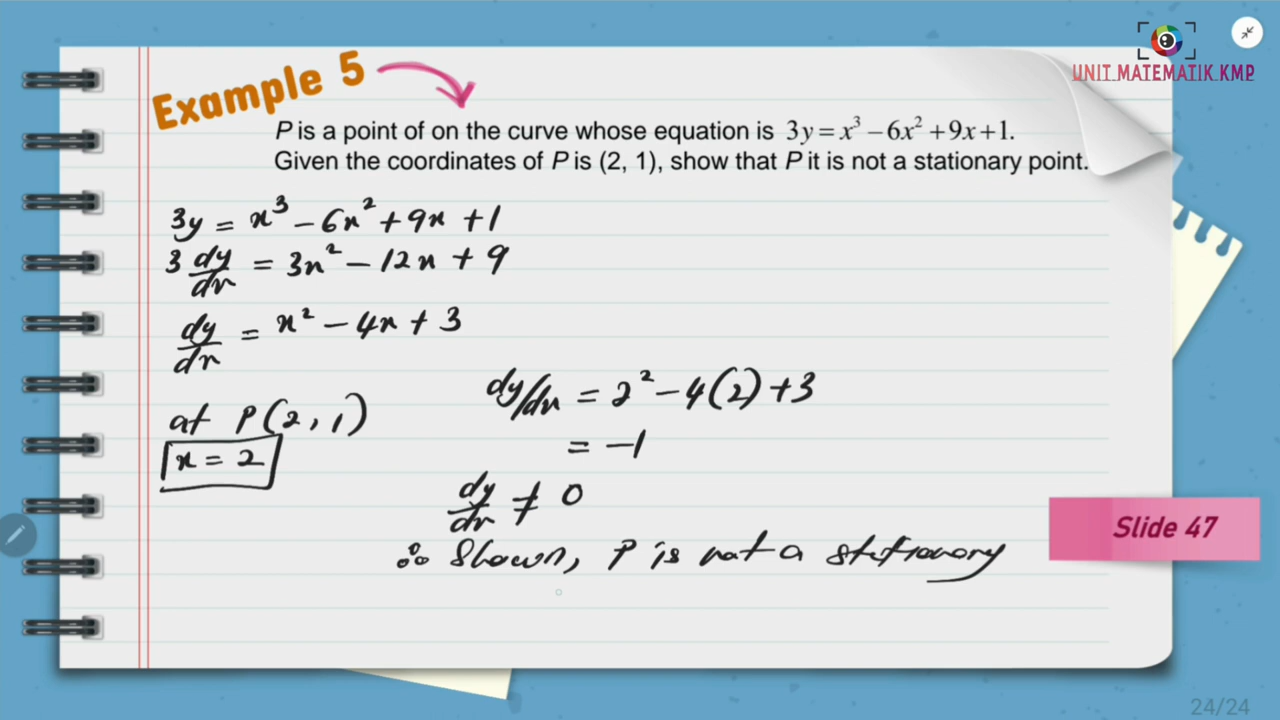 UNIT.MATEMATIK.KMP
Example 5
P is a point of on the curve whose equation is 3y = x³ – 6x² + 9x + 1.
Given the coordinates of P is (2, 1), show that P it is not a stationary point.
3y = x³ – 6x² + 9x + 1
3 dy/dx = 3x² – 12x + 9
dy/dx = x² – 4x + 3
at P(2, 1)
x = 2
dy/dx = 2² – 4(2) + 3
= –1
dy/dx ≠ 0
∴ Shown, P is not a stationary
Slide 47
24/24